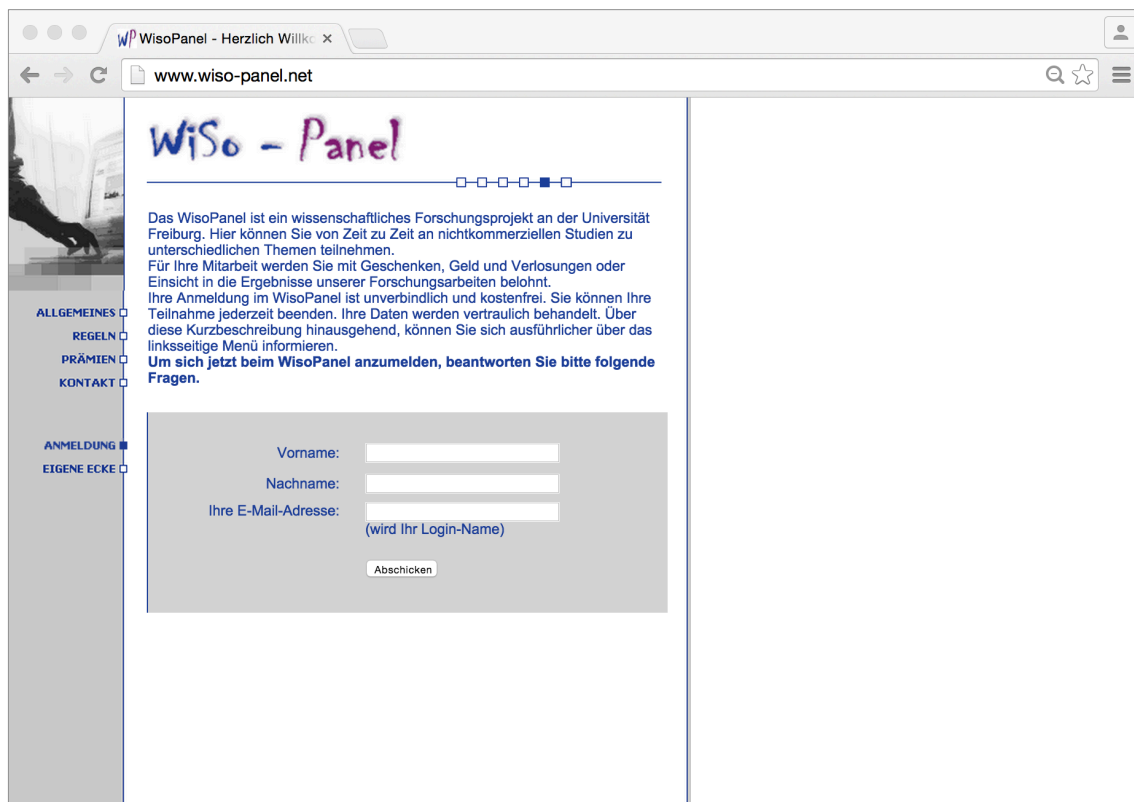 WisoPanel - Herzlich Willkc
www.wiso-panel.net
WiSo - Panel
Das WisoPanel ist ein wissenschaftliches Forschungsprojekt an der Universität
Freiburg. Hier können Sie von Zeit zu Zeit an nichtkommerziellen Studien zu
unterschiedlichen Themen teilnehmen.
Für Ihre Mitarbeit werden Sie mit Geschenken, Geld und Verlosungen oder
Einsicht in die Ergebnisse unserer Forschungsarbeiten belohnt.
Ihre Anmeldung im WisoPanel ist unverbindlich und kostenfrei. Sie können Ihre
Teilnahme jederzeit beenden. Ihre Daten werden vertraulich behandelt. Über
diese Kurzbeschreibung hinausgehend, können Sie sich ausführlicher über das
linksseitige Menü informieren.
Um sich jetzt beim WisoPanel anzumelden, beantworten Sie bitte folgende
Fragen.
ALLGEMEINES
REGELN
PRÄMIEN
KONTAKT
ANMELDUNG
EIGENE ECKE
Vorname:
Nachname:
Ihre E-Mail-Adresse:
(wird Ihr Login-Name)
Abschicken